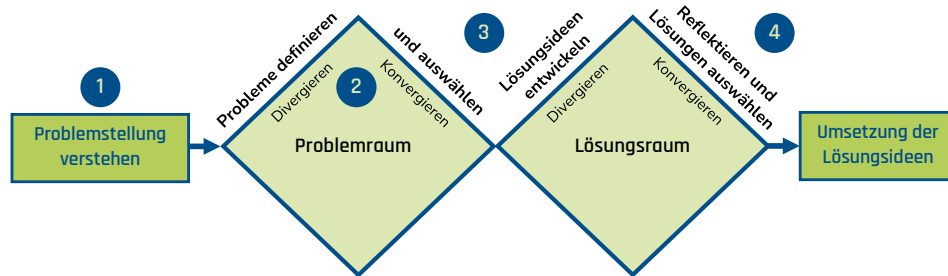 1
Problemstellung
verstehen
Probleme definieren
Divergieren
2
Konvergieren
und auswählen
Problemraum
3
Lösungsideen
entwickeln
Divergieren
Lösungsraum
Konvergieren
Reflektieren und
Lösungen auswählen
4
Umsetzung der
Lösungsideen